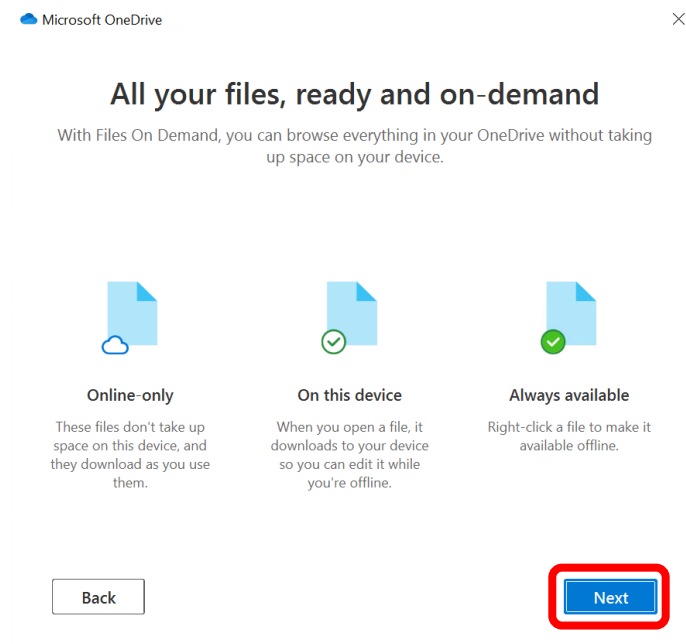 Microsoft OneDrive
All your files, ready and on-demand
With Files On Demand, you can browse everything in your OneDrive without taking
up space on your device.
Online-only
These files don't take up
space on this device, and
they download as you use
them.
On this device
When you open a file, it
downloads to your device
so you can edit it while
you're offline.
Always available
Right-click a file to make it
available offline.
Back
Next